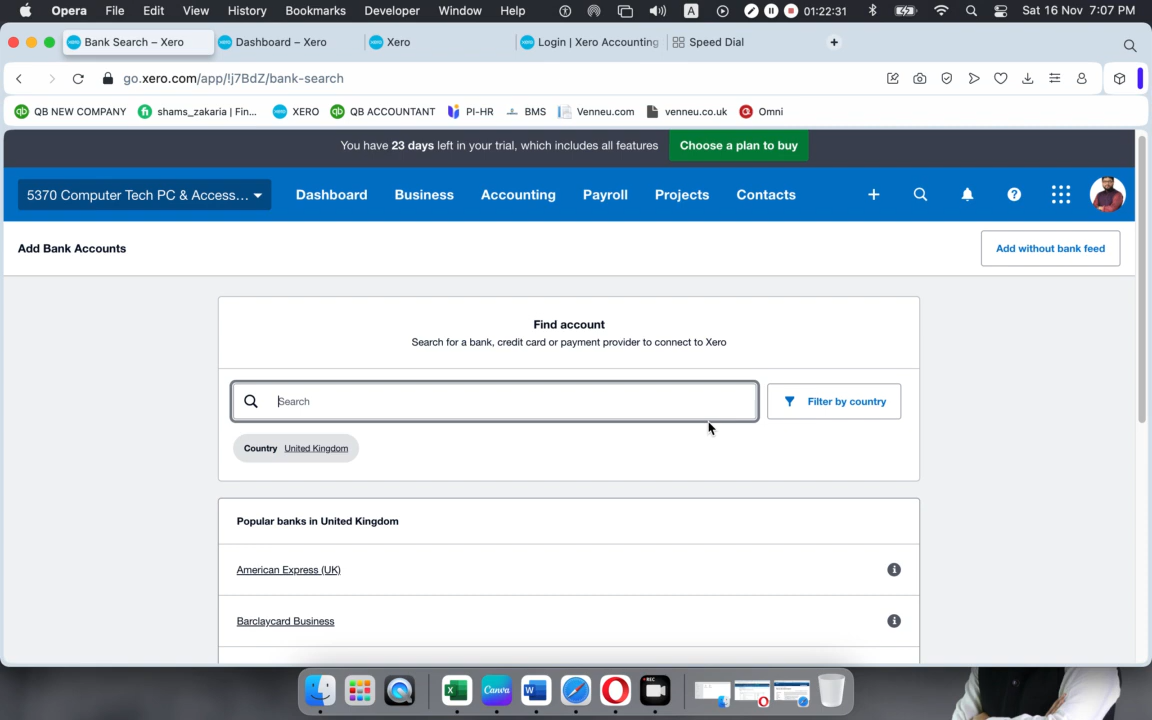 Opera File Edit View History Bookmarks Developer Window Help A 01:22:31 Sat 16 Nov 7:07 PM
Bank Search – Xero Dashboard – Xero Xero Login | Xero Accounting Speed Dial +
go.xero.com/app/!j7BdZ/bank-search
QB NEW COMPANY shams_zakaria | Fin... XERO QB ACCOUNTANT PI-HR BMS Venneu.com venneu.co.uk Omni
You have 23 days left in your trial, which includes all features Choose a plan to buy
5370 Computer Tech PC & Access... Dashboard Business Accounting Payroll Projects Contacts
Add Bank Accounts Add without bank feed
Find account
Search for a bank, credit card or payment provider to connect to Xero
Search Filter by country
Country United Kingdom
Popular banks in United Kingdom
American Express (UK)
Barclaycard Business